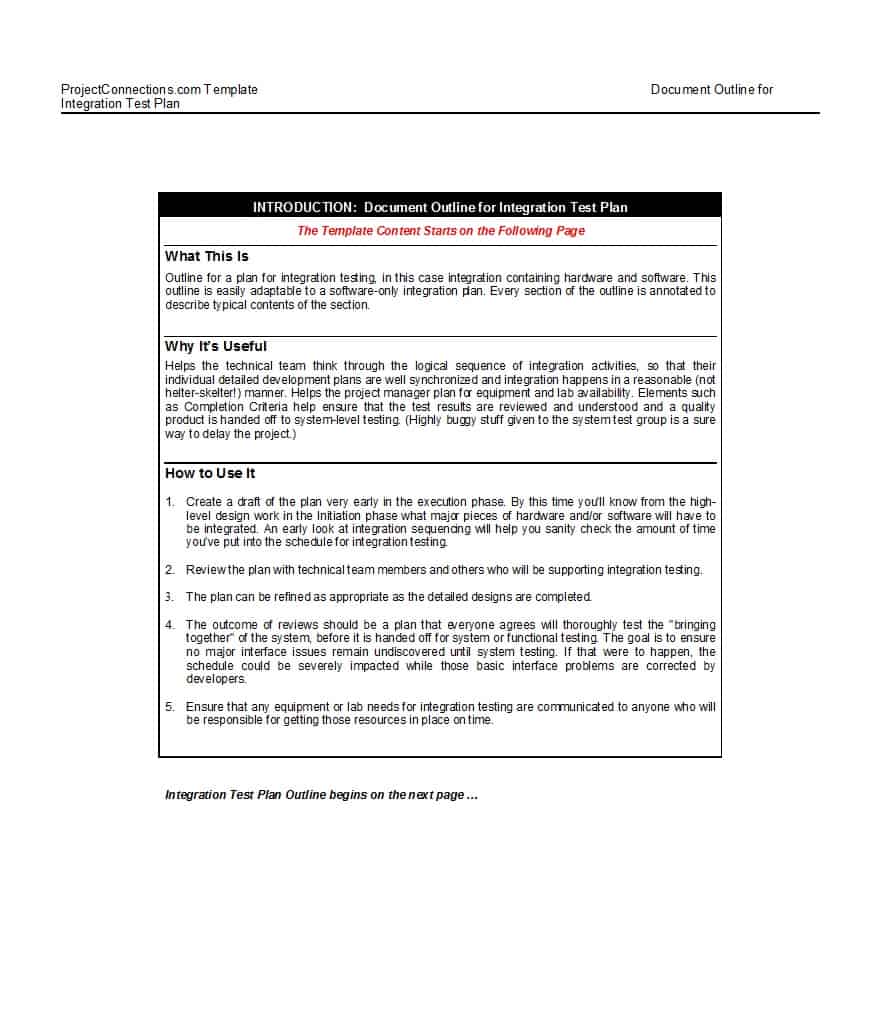 ProjectConnections.com Template Document Outline for
Integration Test Plan
INTRODUCTION: Document Outline for Integration Test Plan
The Template Content Starts on the Following Page
What This Is
Outline for a plan for integration testing, in this case integration containing hardware and software. This
outline is easily adaptable to a software-only integration plan. Every section of the outline is annotated to
describe typical contents of the section.
Why It's Useful
Helps the technical team think through the logical sequence of integration activities, so that their
individual detailed development plans are well synchronized and integration happens in a reasonable (not
helter-skelter!) manner. Helps the project manager plan for equipment and lab availability. Elements such
as Completion Criteria help ensure that the test results are reviewed and understood and a quality
product is handed off to system-level testing. (Highly buggy stuff given to the system test group is a sure
way to delay the project.)
How to Use It
1. Create a draft of the plan very early in the execution phase. By this time you'll know from the high-
level design work in the Initiation phase what major pieces of hardware and/or software will have to
be integrated. An early look at integration sequencing will help you sanity check the amount of time
you've put into the schedule for integration testing.
2. Review the plan with technical team members and others who will be supporting integration testing.
3. The plan can be refined as appropriate as the detailed designs are completed.
4. The outcome of reviews should be a plan that everyone agrees will thoroughly test the "bringing
together" of the system, before it is handed off for system or functional testing. The goal is to ensure
no major interface issues remain undiscovered until system testing. If that were to happen, the
schedule could be severely impacted while those basic interface problems are corrected by
developers.
5. Ensure that any equipment or lab needs for integration testing are communicated to anyone who will
be responsible for getting those resources in place on time.
Integration Test Plan Outline begins on the next page ...